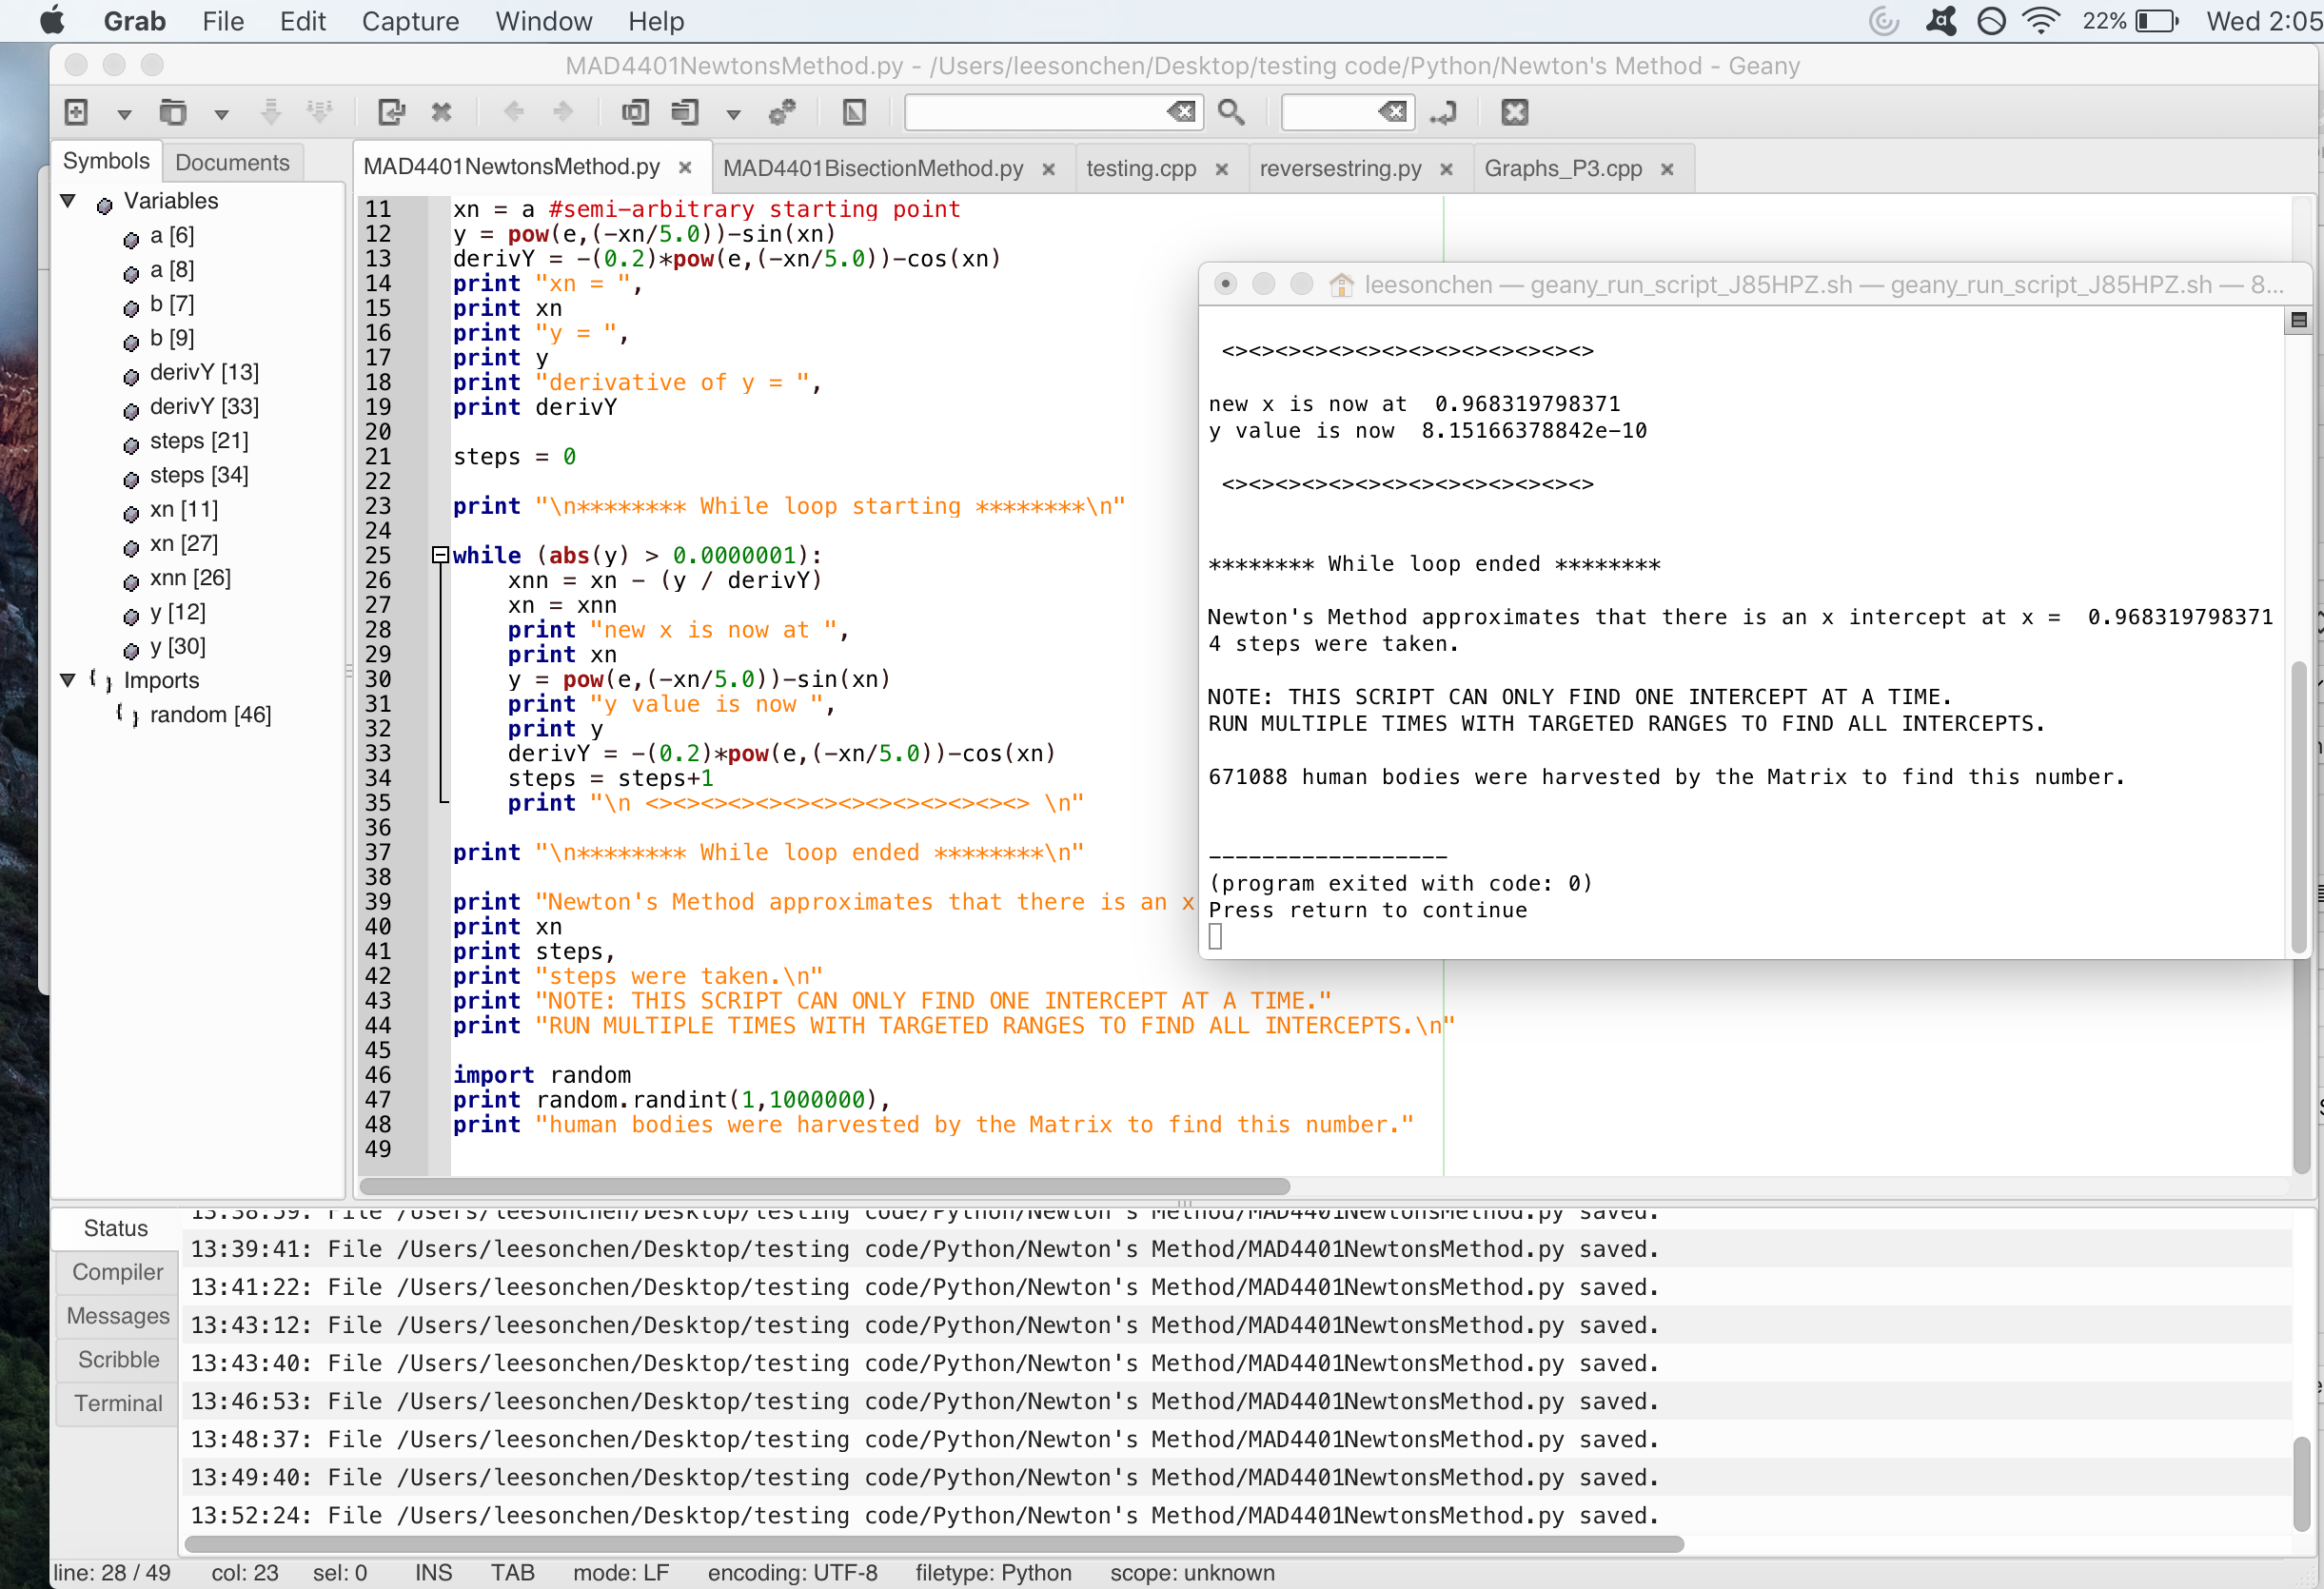 Grab File Edit Capture Window Help 22% Wed 2:05
MAD4401NewtonsMethod.py - /Users/leesonchen/Desktop/testing code/Python/Newton's Method - Geany
Symbols Documents
MAD4401NewtonsMethod.py MAD4401BisectionMethod.py testing.cpp reversestring.py Graphs_P3.cpp
Variables
a [6]
a [8]
b [7]
b [9]
derivY [13]
derivY [33]
steps [21]
steps [34]
xn [11]
xn [27]
xnn [26]
y [12]
y [30]
Imports
random [46]
11 xn = a #semi-arbitrary starting point
12 y = pow(e,(-xn/5.0))-sin(xn)
13 derivY = -(0.2)*pow(e,(-xn/5.0))-cos(xn)
14 print "xn = ",
15 print xn
16 print "y = ",
17 print y
18 print "derivative of y = ",
19 print derivY
20
21 steps = 0
22
23 print "\n******** While loop starting ********\n"
24
25 while (abs(y) > 0.0000001):
26 xnn = xn - (y / derivY)
27 xn = xnn
28 print "new x is now at ",
29 print xn
30 y = pow(e,(-xn/5.0))-sin(xn)
31 print "y value is now ",
32 print y
33 derivY = -(0.2)*pow(e,(-xn/5.0))-cos(xn)
34 steps = steps+1
35 print "\n <><><><><><><><><><><><><><> \n"
36
37 print "\n******** While loop ended ********\n"
38
39 print "Newton's Method approximates that there is an x
40 print xn
41 print steps,
42 print "steps were taken.\n"
43 print "NOTE: THIS SCRIPT CAN ONLY FIND ONE INTERCEPT AT A TIME."
44 print "RUN MULTIPLE TIMES WITH TARGETED RANGES TO FIND ALL INTERCEPTS.\n"
45
46 import random
47 print random.randint(1,1000000),
48 print "human bodies were harvested by the Matrix to find this number."
49
leesonchen — geany_run_script_J85HPZ.sh — geany_run_script_J85HPZ.sh — 8...
<><><><><><><><><><><><><><>
new x is now at 0.968319798371
y value is now 8.15166378842e-10
<><><><><><><><><><><><><><>
******** While loop ended ********
Newton's Method approximates that there is an x intercept at x = 0.968319798371
4 steps were taken.
NOTE: THIS SCRIPT CAN ONLY FIND ONE INTERCEPT AT A TIME.
RUN MULTIPLE TIMES WITH TARGETED RANGES TO FIND ALL INTERCEPTS.
671088 human bodies were harvested by the Matrix to find this number.
------------------
(program exited with code: 0)
Press return to continue
Status
Compiler
Messages
Scribble
Terminal
13:38:59: File /Users/leesonchen/Desktop/testing code/Python/Newton's Method/MAD4401NewtonsMethod.py saved.
13:39:41: File /Users/leesonchen/Desktop/testing code/Python/Newton's Method/MAD4401NewtonsMethod.py saved.
13:41:22: File /Users/leesonchen/Desktop/testing code/Python/Newton's Method/MAD4401NewtonsMethod.py saved.
13:43:12: File /Users/leesonchen/Desktop/testing code/Python/Newton's Method/MAD4401NewtonsMethod.py saved.
13:43:40: File /Users/leesonchen/Desktop/testing code/Python/Newton's Method/MAD4401NewtonsMethod.py saved.
13:46:53: File /Users/leesonchen/Desktop/testing code/Python/Newton's Method/MAD4401NewtonsMethod.py saved.
13:48:37: File /Users/leesonchen/Desktop/testing code/Python/Newton's Method/MAD4401NewtonsMethod.py saved.
13:49:40: File /Users/leesonchen/Desktop/testing code/Python/Newton's Method/MAD4401NewtonsMethod.py saved.
13:52:24: File /Users/leesonchen/Desktop/testing code/Python/Newton's Method/MAD4401NewtonsMethod.py saved.
line: 28 / 49 col: 23 sel: 0 INS TAB mode: LF encoding: UTF-8 filetype: Python scope: unknown